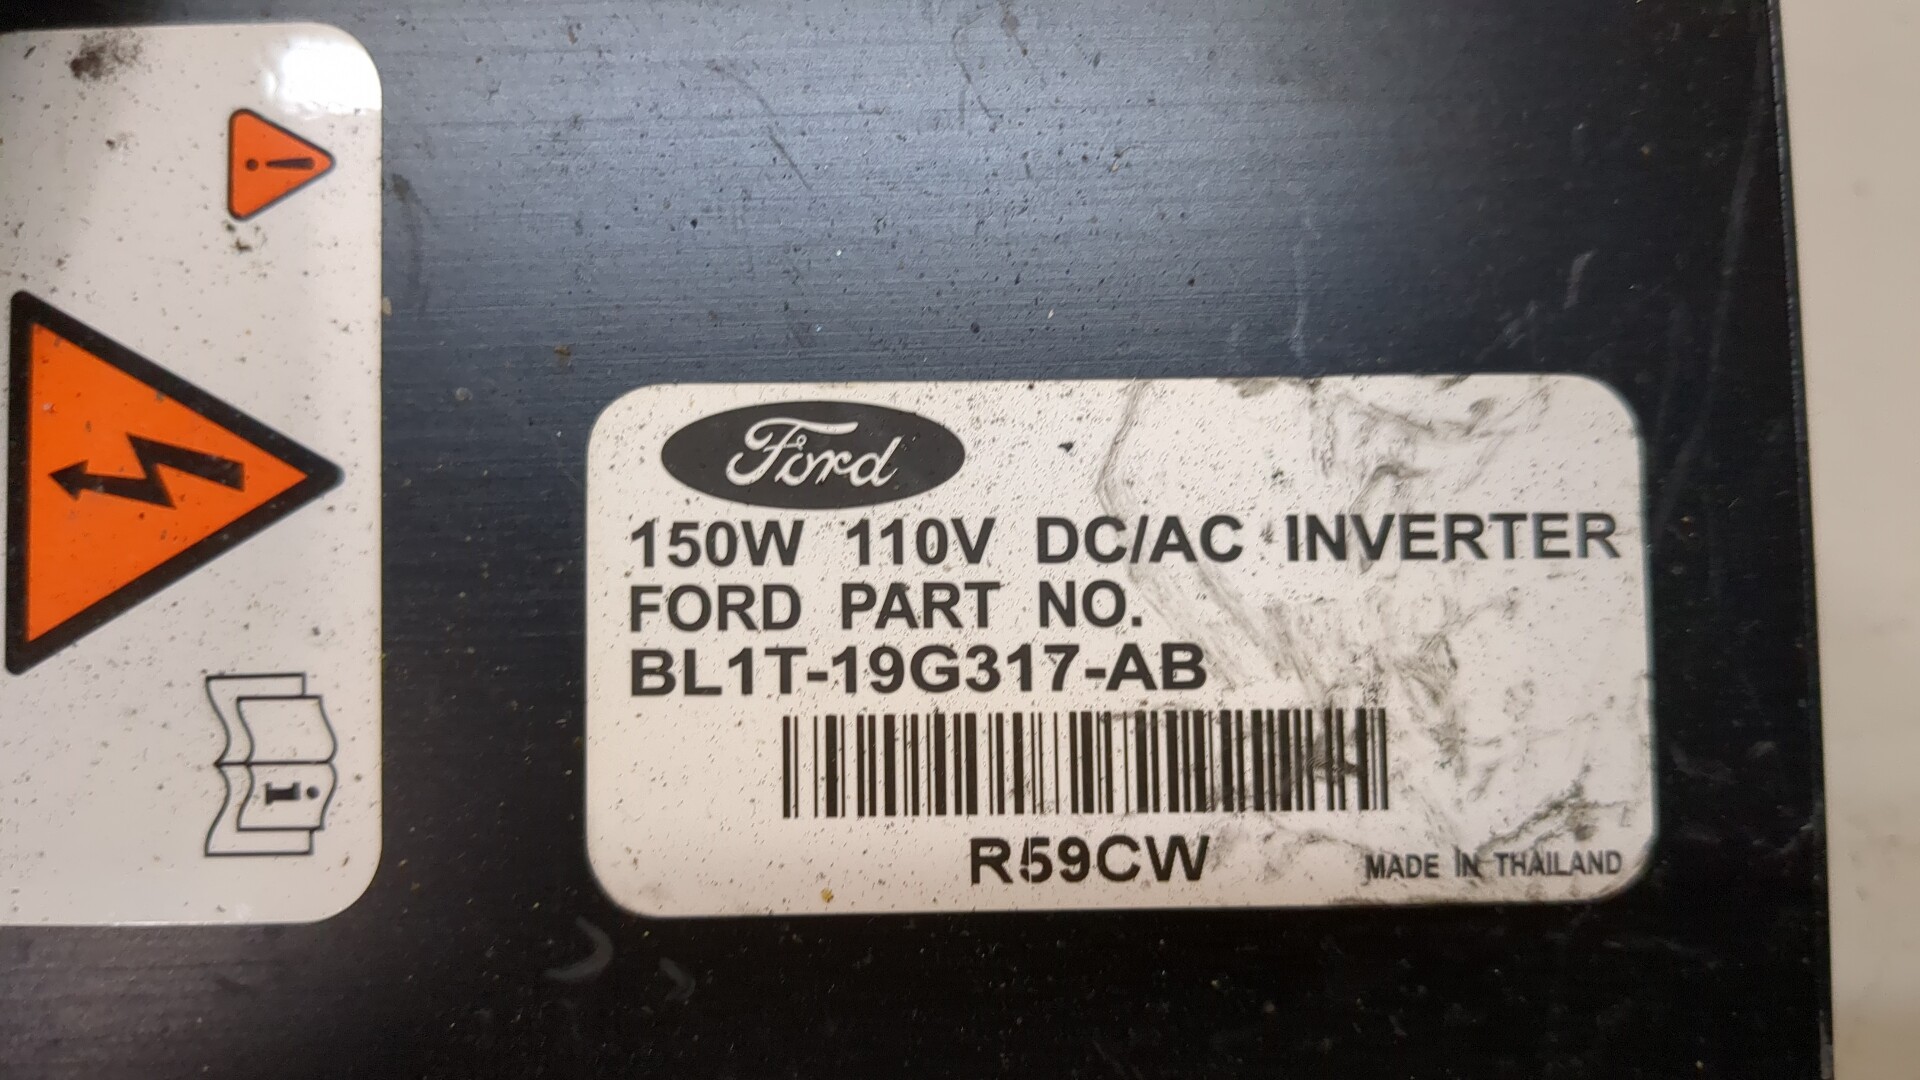 Ford
150W 110V DC/AC INVERTER
FORD PART NO.
BL1T-19G317-AB
R59CW
MADE IN THAILAND